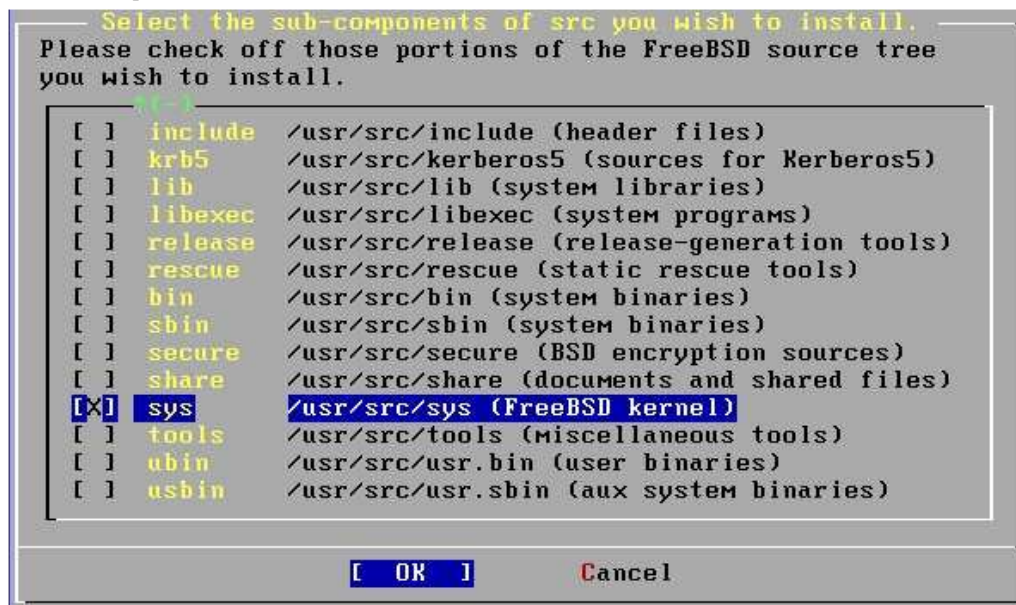 Select the sub-components of src you wish to install.
Please check off those portions of the FreeBSD source tree
you wish to install.
^(-)
[ ] include /usr/src/include (header files)
[ ] krb5 /usr/src/kerberos5 (sources for Kerberos5)
[ ] lib /usr/src/lib (system libraries)
[ ] libexec /usr/src/libexec (system programs)
[ ] release /usr/src/release (release-generation tools)
[ ] rescue /usr/src/rescue (static rescue tools)
[ ] bin /usr/src/bin (system binaries)
[ ] sbin /usr/src/sbin (system binaries)
[ ] secure /usr/src/secure (BSD encryption sources)
[ ] share /usr/src/share (documents and shared files)
[X] sys /usr/src/sys (FreeBSD kernel)
[ ] tools /usr/src/tools (miscellaneous tools)
[ ] ubin /usr/src/usr.bin (user binaries)
[ ] usbin /usr/src/usr.sbin (aux system binaries)
[ OK ] Cancel